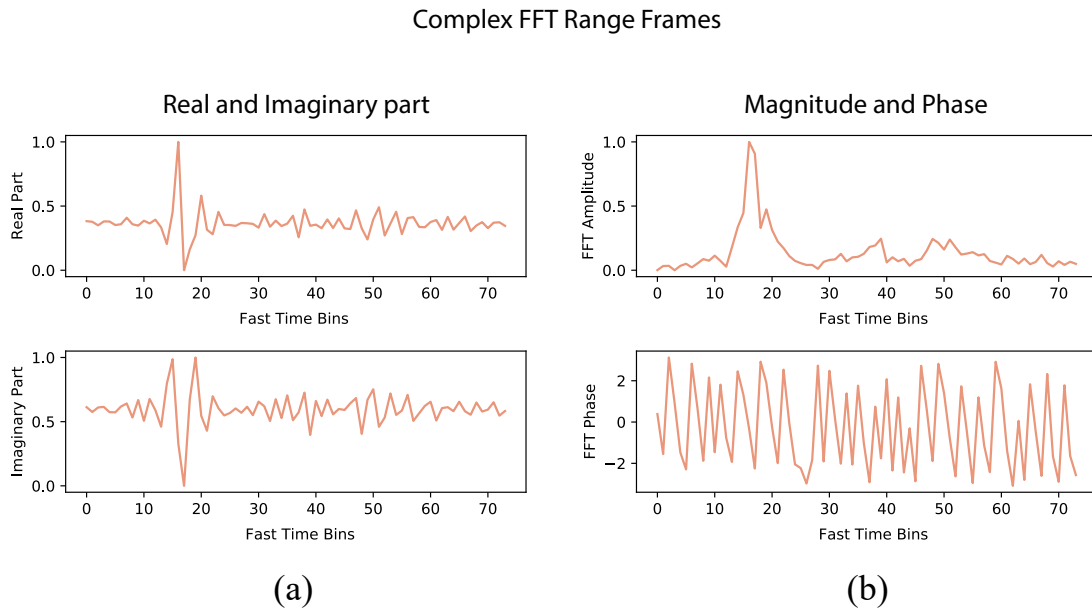 Complex FFT Range Frames
Real and Imaginary part
Real Part
1.0
0.5
0.0
0 10 20 30 40 50 60 70
Fast Time Bins
Imaginary Part
1.0
0.5
0.0
0 10 20 30 40 50 60 70
Fast Time Bins
(a)
Magnitude and Phase
FFT Amplitude
1.0
0.5
0.0
0 10 20 30 40 50 60 70
Fast Time Bins
FFT Phase
2
0
−2
0 10 20 30 40 50 60 70
Fast Time Bins
(b)